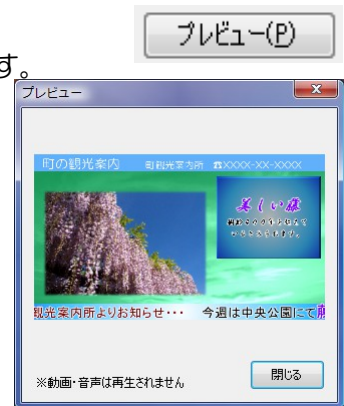 プレビュー(P)
す。
プレビュー
町の観光案内 町観光案内所 ☎XXXX-XX-XXXX
美しい藤
観光案内所よりお知らせ・・・ 今週は中央公園にて
※動画・音声は再生されません
閉じる